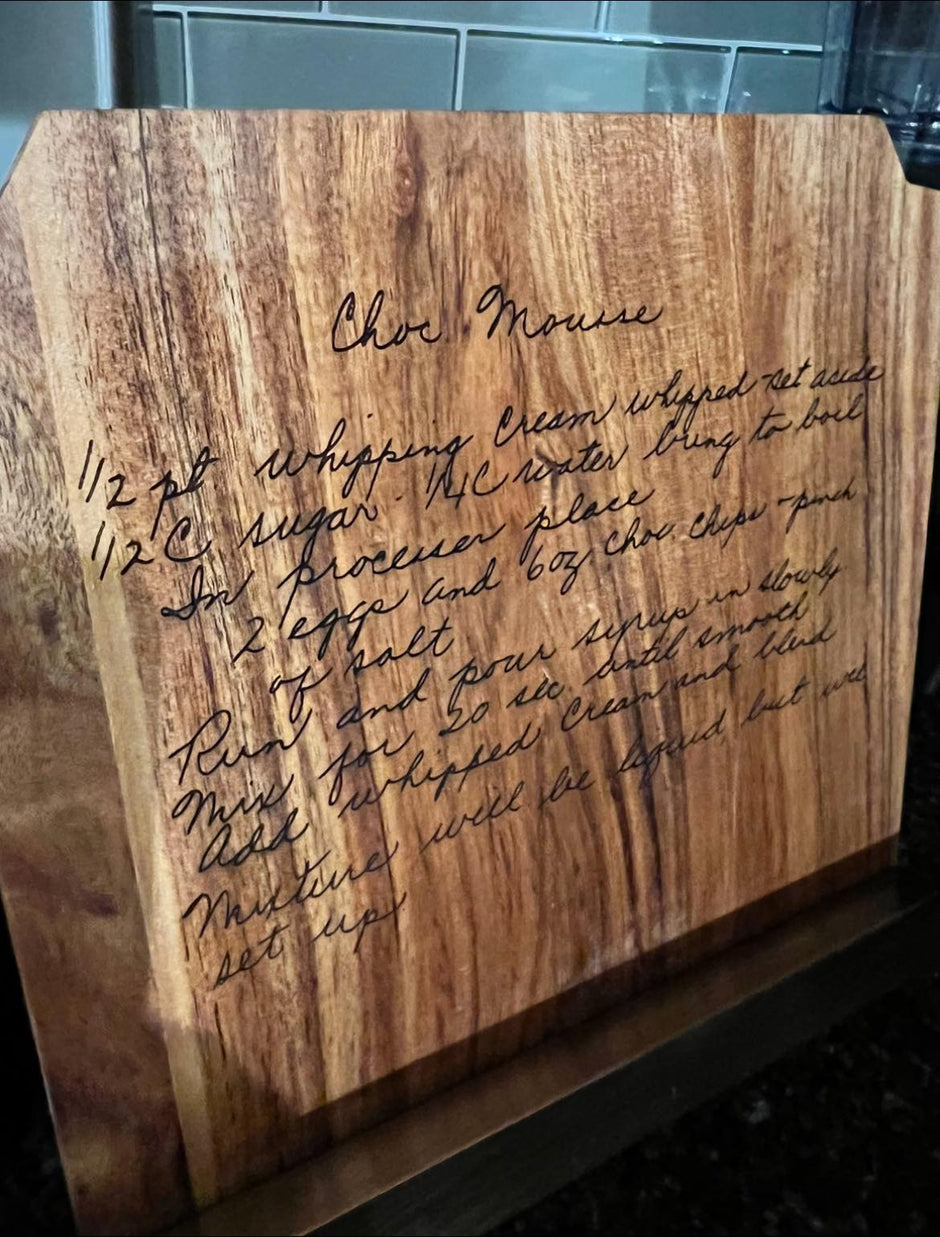 Choc Mousse
1/2 pt whipping cream whipped - set aside
1/2 C sugar 1/4 C water bring to boil
In processer place
2 eggs and 6oz. choc. chips - pinch
of salt
Run and pour syrup in slowly
Mix for 20 sec. until smooth
Add whipped cream and blend
Mixture will be liquid but will
set up